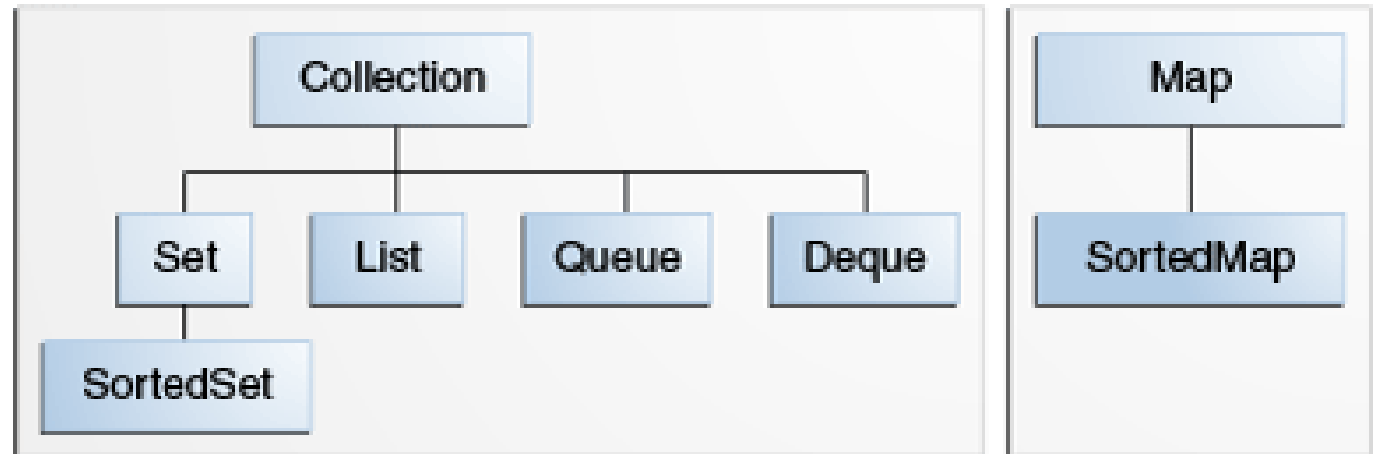 Collection
Map
Set
List
Queue
Deque
SortedMap
SortedSet